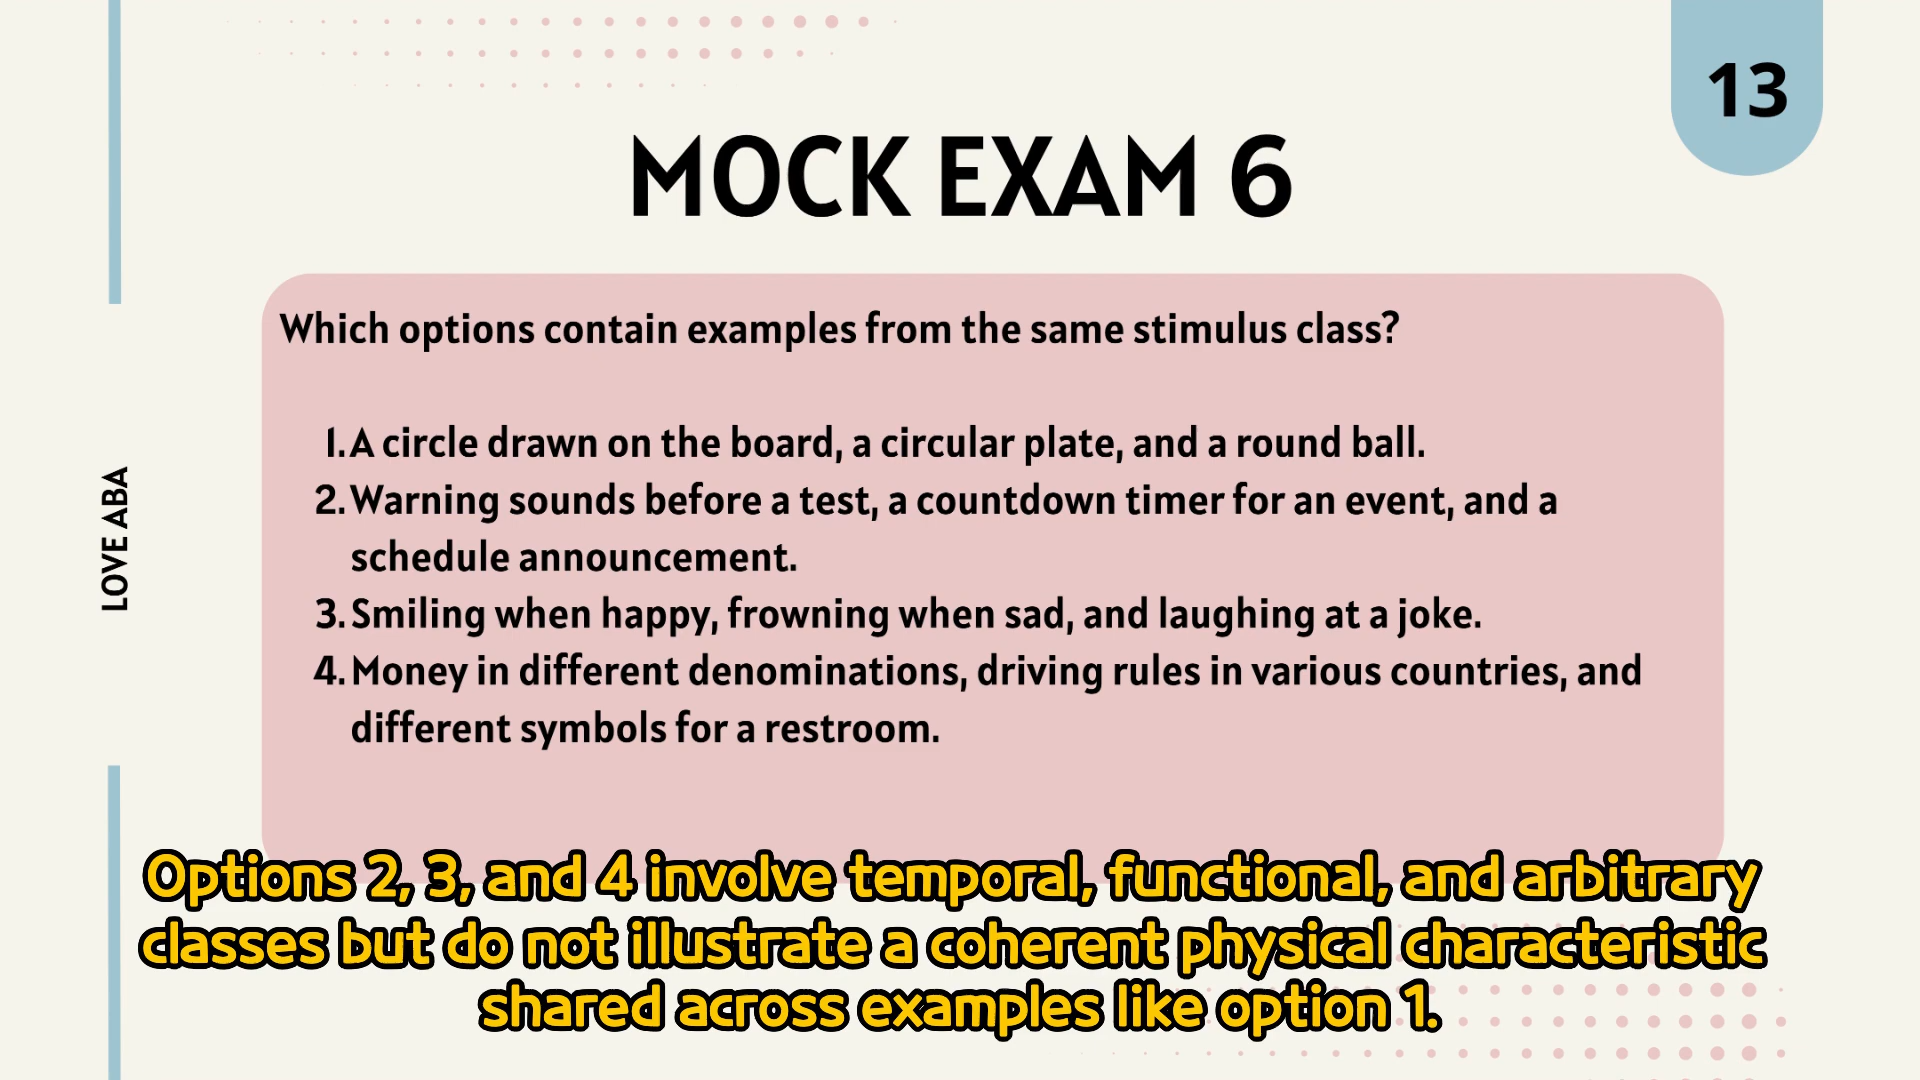 13
MOCK EXAM 6
Which options contain examples from the same stimulus class?
1. A circle drawn on the board, a circular plate, and a round ball.
2. Warning sounds before a test, a countdown timer for an event, and a
schedule announcement.
3. Smiling when happy, frowning when sad, and laughing at a joke.
4. Money in different denominations, driving rules in various countries, and
different symbols for a restroom.
LOVE ABA
Options 2, 3, and 4 involve temporal, functional, and arbitrary
classes but do not illustrate a coherent physical characteristic
shared across examples like option 1.